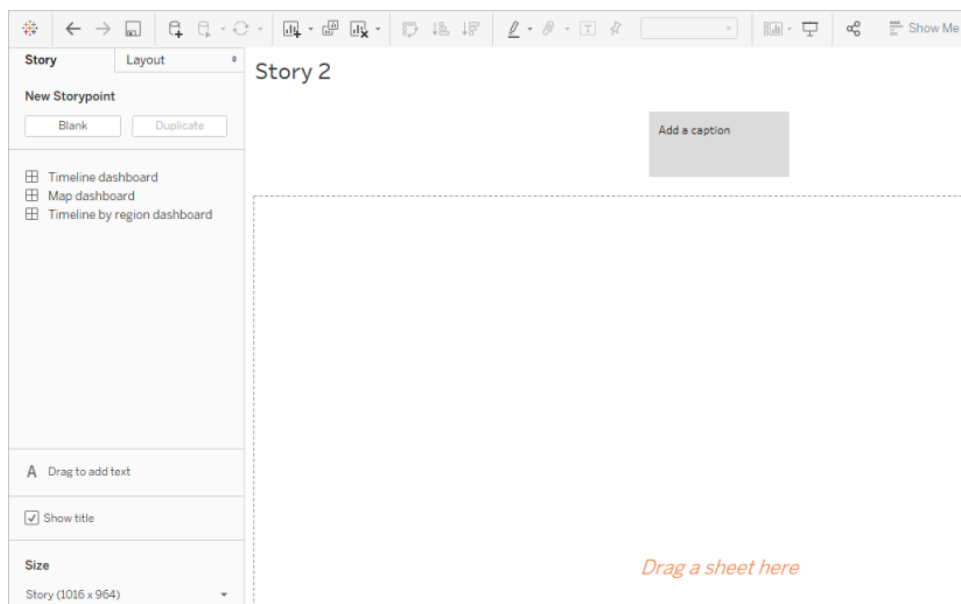 Show Me
Story
Layout
New Storypoint
Blank
Duplicate
Timeline dashboard
Map dashboard
Timeline by region dashboard
A Drag to add text
Show title
Size
Story (1016 x 964)
Story 2
Add a caption
Drag a sheet here